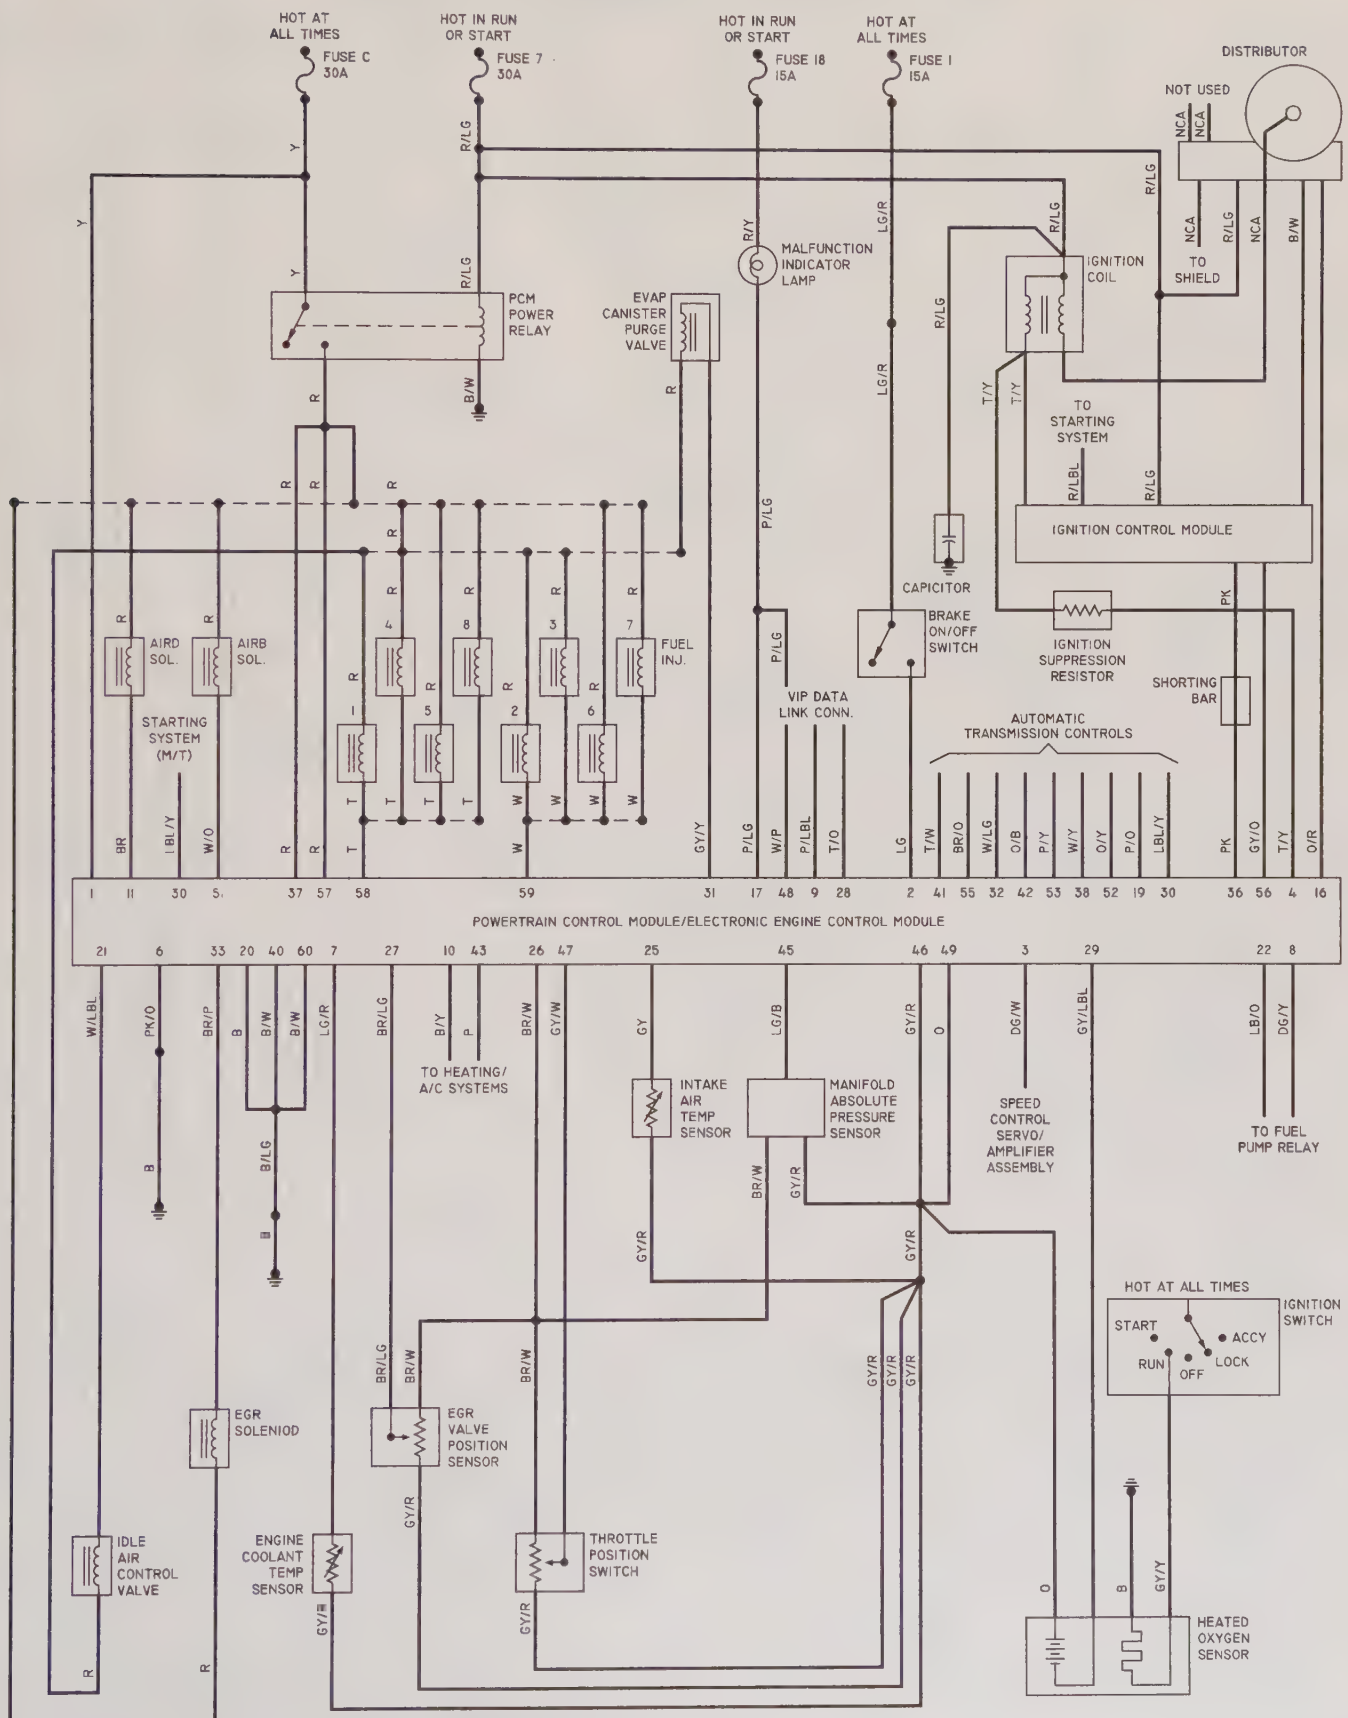 HOT AT
ALL TIMES
FUSE C
30A
HOT IN RUN
OR START
FUSE 7
30A
HOT IN RUN
OR START
FUSE 18
15A
HOT AT
ALL TIMES
FUSE 1
15A
DISTRIBUTOR
NOT USED
NCA
NCA
Y
R/LG
R/LG
Y
R/Y
LG/R
R/LG
NCA
R/LG
NCA
B/W
TO
SHIELD
Y
R/LG
MALFUNCTION
INDICATOR
LAMP
IGNITION
COIL
PCM
POWER
RELAY
EVAP
CANISTER
PURGE
VALVE
R/LG
R
B/W
R
LG/R
T/Y
T/Y
TO
STARTING
SYSTEM
R/LBL
R/LG
R
R
R
P/LG
IGNITION CONTROL MODULE
CAPICITOR
R
R
R
R
R
R
R
R
R
R
R
R
4
8
3
7
1
5
2
6
AIRD
SOL.
AIRB
SOL.
FUEL
INJ.
P/LG
BRAKE
ON/OFF
SWITCH
IGNITION
SUPPRESSION
RESISTOR
PK
SHORTING
BAR
STARTING
SYSTEM
(M/T)
VIP DATA
LINK CONN.
AUTOMATIC
TRANSMISSION CONTROLS
T
T
T
W
W
W
BR
LBL/Y
W/O
R
R
T
W
GY/Y
P/LG
W/P
P/LBL
T/O
LG
T/W
BR/O
W/LG
O/B
P/Y
W/Y
O/Y
P/O
LBL/Y
PK
GY/O
T/Y
O/R
1 11 30 37 57 58 59 31 17 48 9 28 2 41 55 32 42 53 38 52 19 30 36 56 4 16
POWERTRAIN CONTROL MODULE/ELECTRONIC ENGINE CONTROL MODULE
21 6 33 20 40 60 7 27 10 43 26 47 25 45 46 49 3 29 22 8
W/LBL
PK/O
BR/P
B
B/W
B/W
LG/R
BR/LG
B/Y
P
BR/W
GY/W
GY
LG/B
GY/R
O
DG/W
GY/LBL
LB/O
DG/Y
TO HEATING/
A/C SYSTEMS
INTAKE
AIR
TEMP
SENSOR
MANIFOLD
ABSOLUTE
PRESSURE
SENSOR
SPEED
CONTROL
SERVO/
AMPLIFIER
ASSEMBLY
TO FUEL
PUMP RELAY
B
B/LG
BR/W
GY/R
GY/R
GY/R
HOT AT ALL TIMES
IGNITION
SWITCH
START
ACCY
RUN
OFF
LOCK
BR/LG
BR/W
BR/W
GY/R
GY/R
GY/R
EGR
SOLENIOD
EGR
VALVE
POSITION
SENSOR
GY/R
IDLE
AIR
CONTROL
VALVE
ENGINE
COOLANT
TEMP
SENSOR
THROTTLE
POSITION
SWITCH
GY/R
O
B
GY/Y
HEATED
OXYGEN
SENSOR
R
R